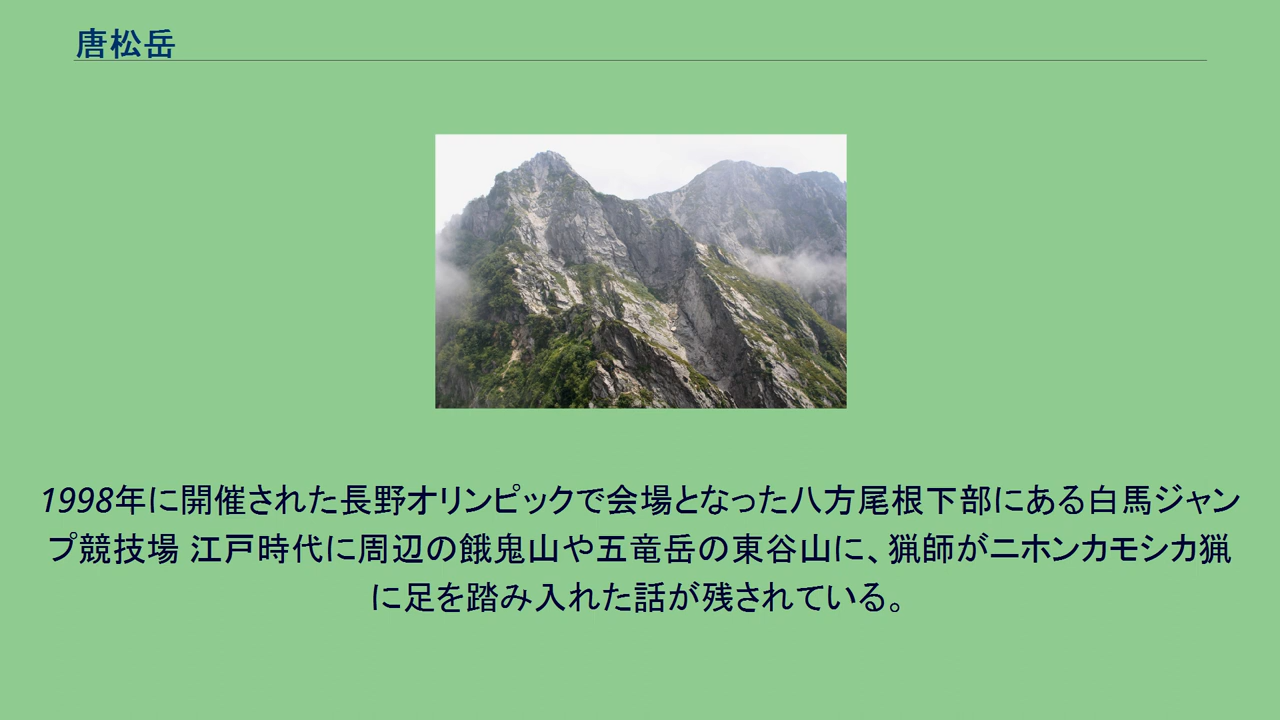 唐松岳
1998年に開催された長野オリンピックで会場となった八方尾根下部にある白馬ジャン
プ競技場 江戸時代に周辺の餓鬼山や五竜岳の東谷山に、猟師がニホンカモシカ猟
に足を踏み入れた話が残されている。